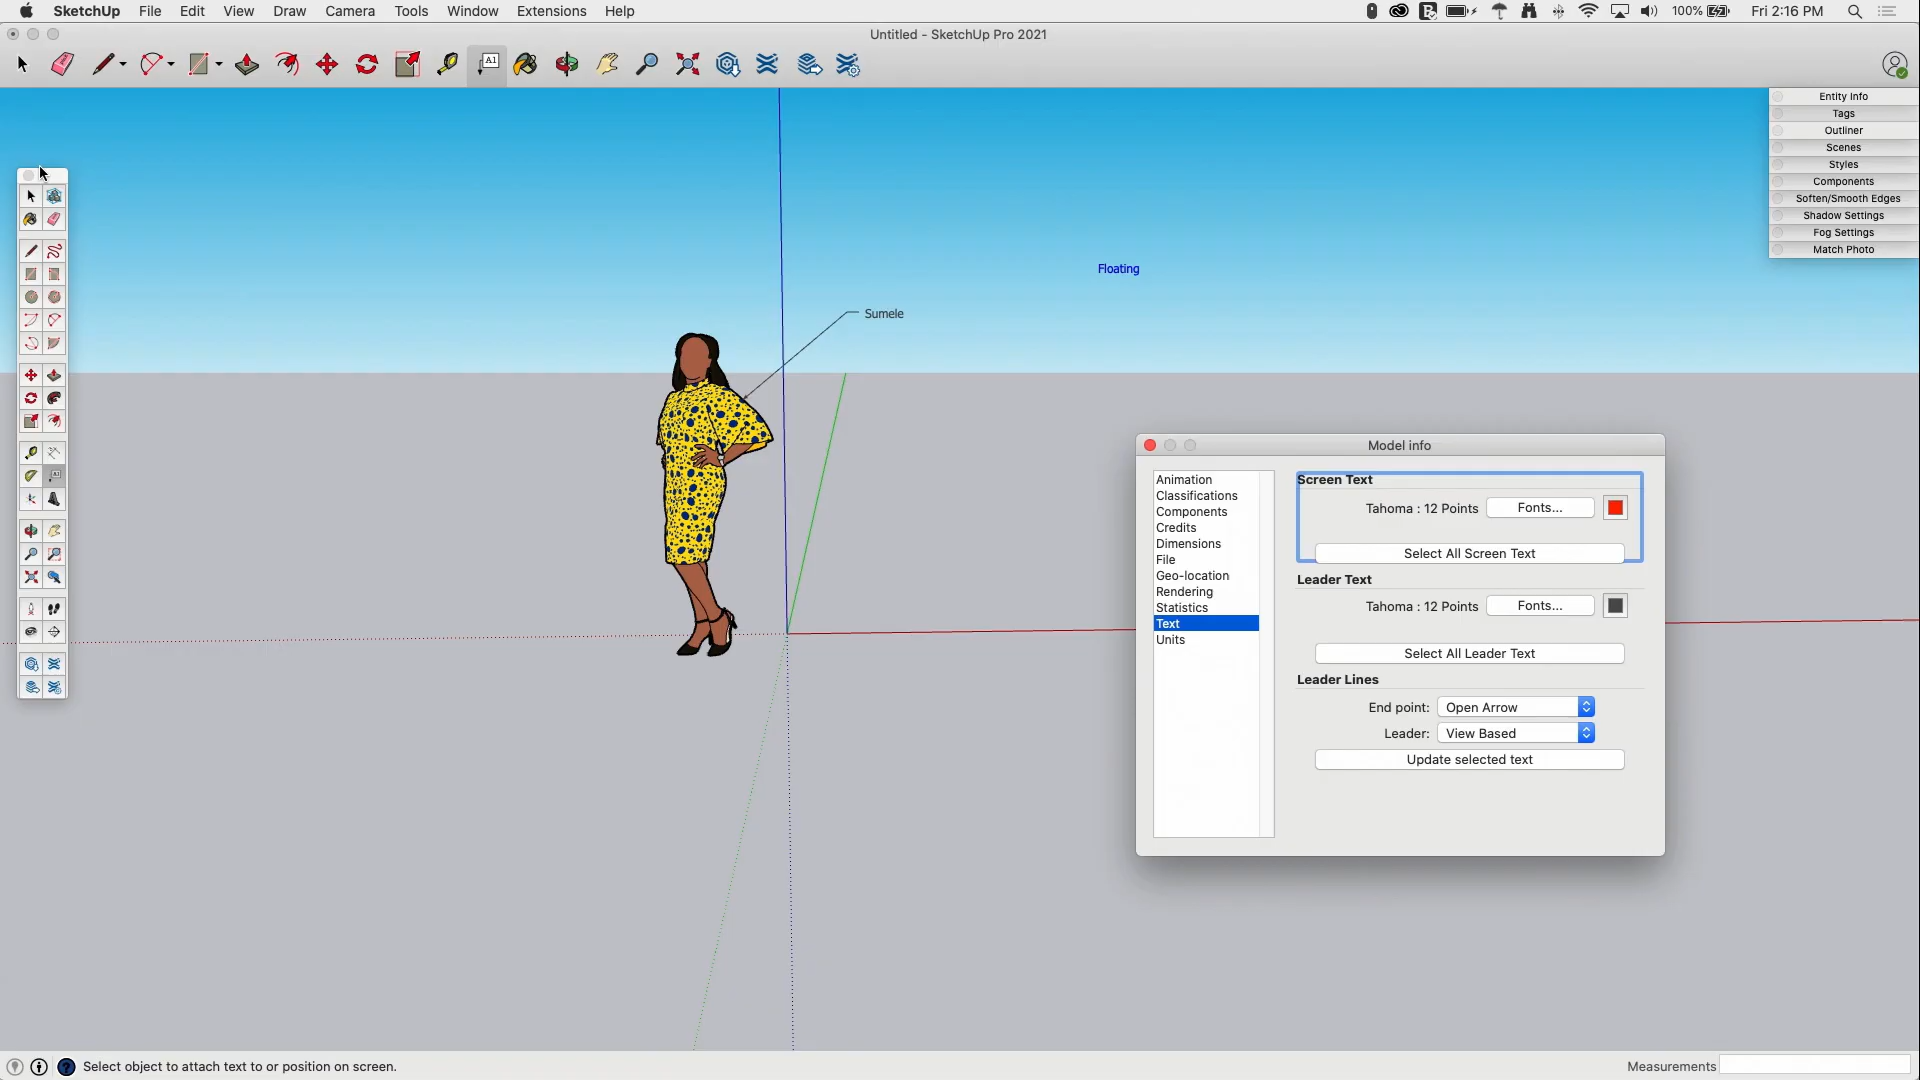 SketchUp File Edit View Draw Camera Tools Window Extensions Help 100% Fri 2:16 PM
Untitled - SketchUp Pro 2021
A1
Entity Info
Tags
Outliner
Scenes
Styles
Components
Soften/Smooth Edges
Shadow Settings
Fog Settings
Match Photo
Floating
Sumele
Model info
Animation
Classifications
Components
Credits
Dimensions
File
Geo-location
Rendering
Statistics
Text
Units
Screen Text
Tahoma : 12 Points Fonts...
Select All Screen Text
Leader Text
Tahoma : 12 Points Fonts...
Select All Leader Text
Leader Lines
End point: Open Arrow
Leader: View Based
Update selected text
Select object to attach text to or position on screen.
Measurements